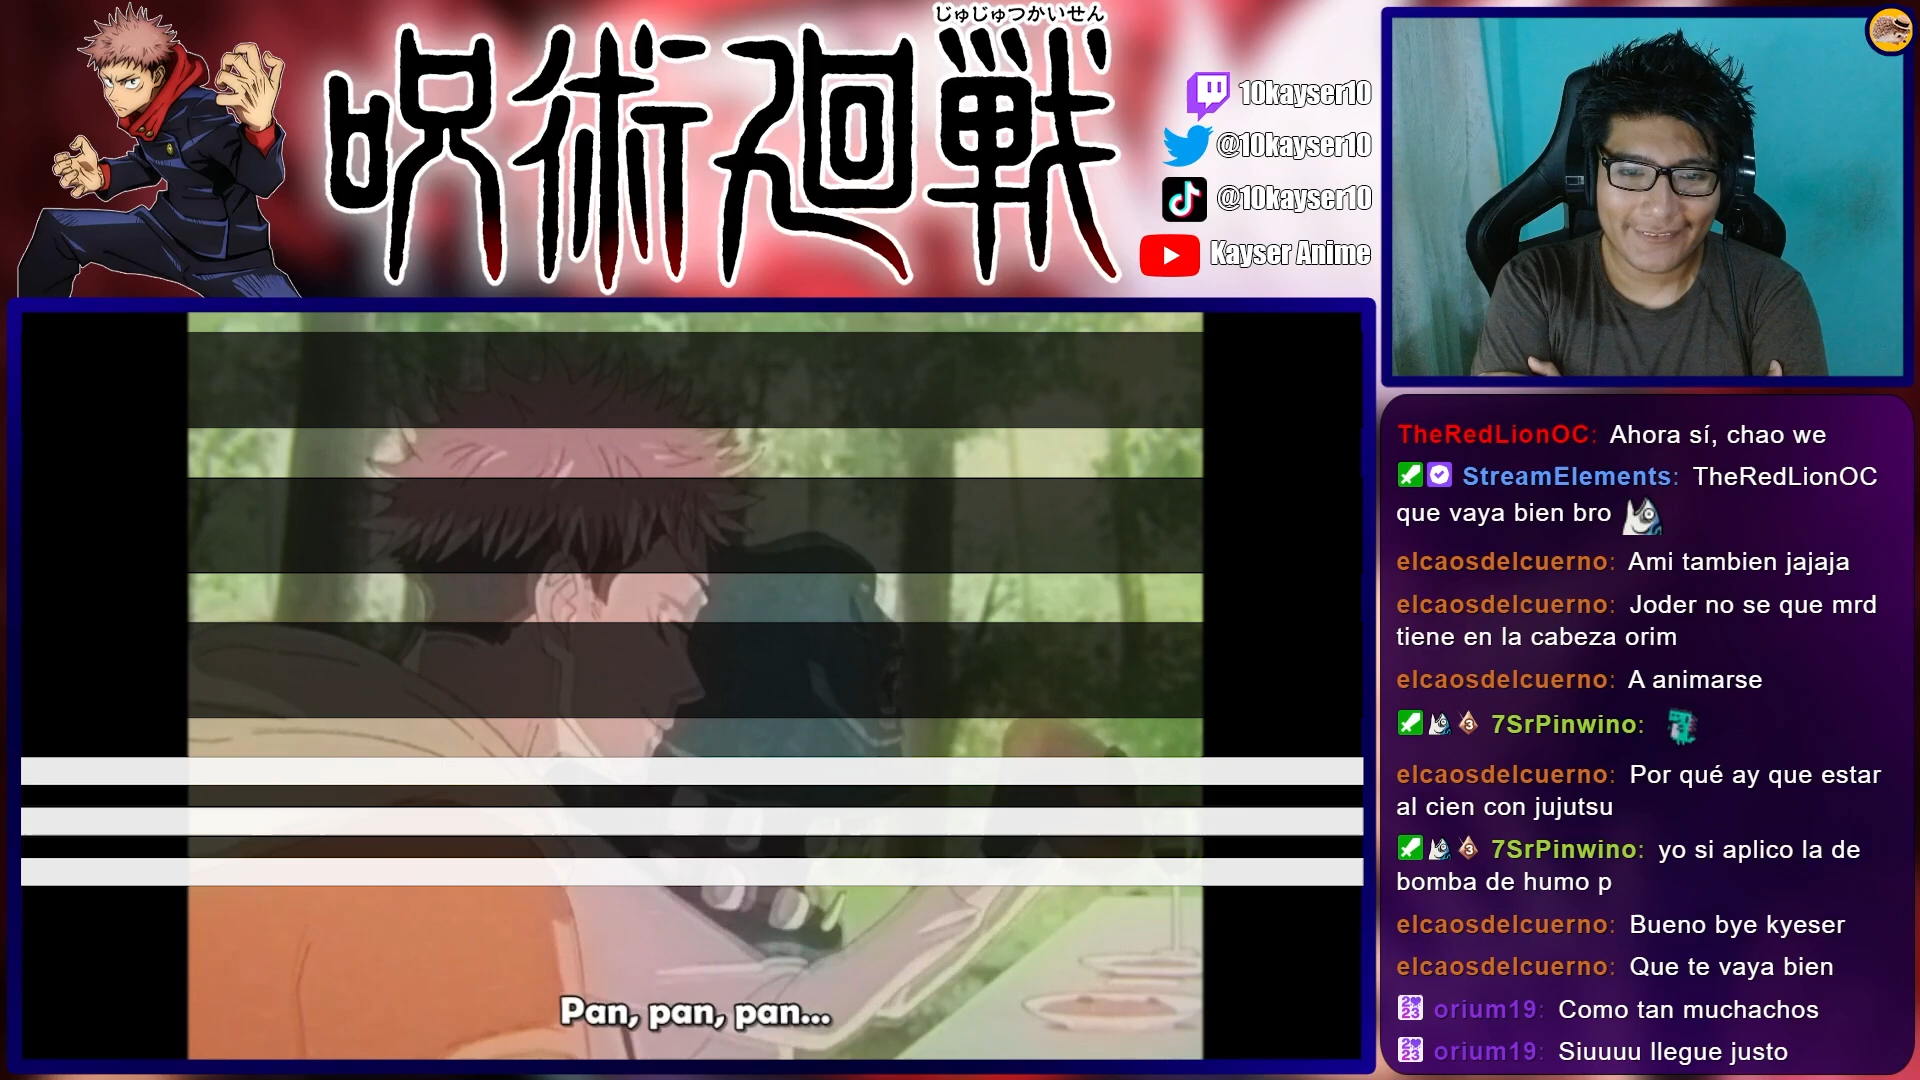 じゅじゅつかいせん
呪術廻戦
10kayser10
@10kayser10
@10kayser10
Kayser Anime
Pan, pan, pan...
TheRedLionOC: Ahora sí, chao we
StreamElements: TheRedLionOC
que vaya bien bro
elcaosdelcuerno: Ami tambien jajaja
elcaosdelcuerno: Joder no se que mrd
tiene en la cabeza orim
elcaosdelcuerno: A animarse
7SrPinwino:
elcaosdelcuerno: Por qué ay que estar
al cien con jujutsu
7SrPinwino: yo si aplico la de
bomba de humo p
elcaosdelcuerno: Bueno bye kyeser
elcaosdelcuerno: Que te vaya bien
orium19: Como tan muchachos
orium19: Siuuuu llegue justo